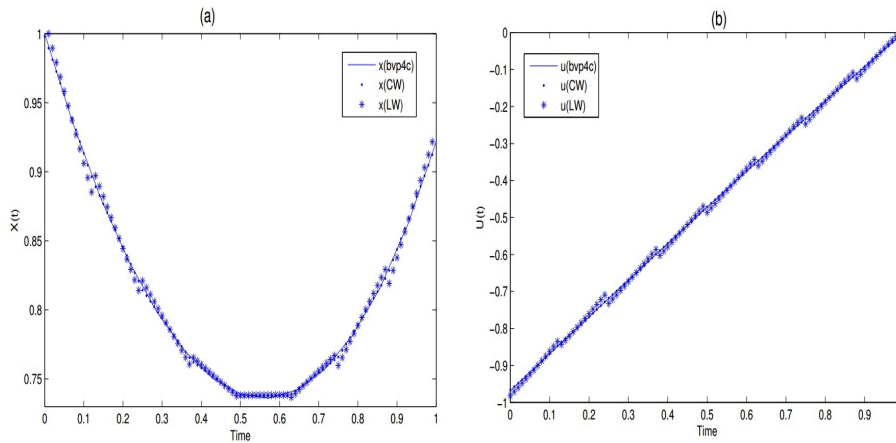 (a)
1
0.95
0.9
0.85
0.8
0.75
X(t)
0 0.1 0.2 0.3 0.4 0.5 0.6 0.7 0.8 0.9 1
Time
x(bvp4c)
x(CW)
x(LW)
(b)
0
−0.1
−0.2
−0.3
−0.4
−0.5
−0.6
−0.7
−0.8
−0.9
−1
U(t)
0 0.1 0.2 0.3 0.4 0.5 0.6 0.7 0.8 0.9
Time
u(bvp4c)
u(CW)
u(LW)